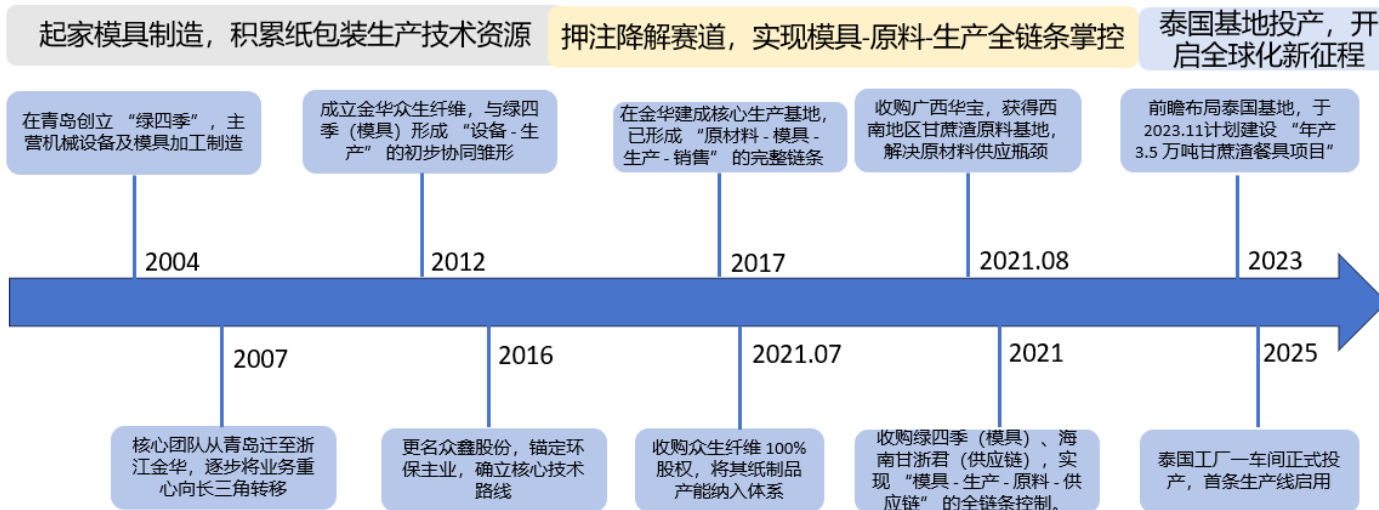 起家模具制造，积累纸包装生产技术资源
押注降解赛道，实现模具-原料-生产全链条掌控
泰国基地投产，开
启全球化新征程
在青岛创立 “绿四季”，主
营机械设备及模具加工制造
成立金华众生纤维，与绿四
季（模具）形成 “设备 - 生
产” 的初步协同雏形
在金华建成核心生产基地，
已形成 “原材料 - 模具 -
生产 - 销售” 的完整链条
收购广西华宝，获得西
南地区甘蔗渣原料基地，
解决原材料供应瓶颈
前瞻布局泰国基地，于
2023.11计划建设 “年产
3.5 万吨甘蔗渣餐具项目”
2004
2012
2017
2021.08
2023
2007
2016
2021.07
2021
2025
核心团队从青岛迁至浙
江金华，逐步将业务重
心向长三角转移
更名众鑫股份，锚定环
保主业，确立核心技术
路线
收购众生纤维 100%
股权，将其纸制品
产能纳入体系
收购绿四季（模具）、海
南甘浙君（供应链），实
现 “模具 - 生产 - 原料 - 供
应链” 的全链条控制。
泰国工厂一车间正式投
产，首条生产线启用